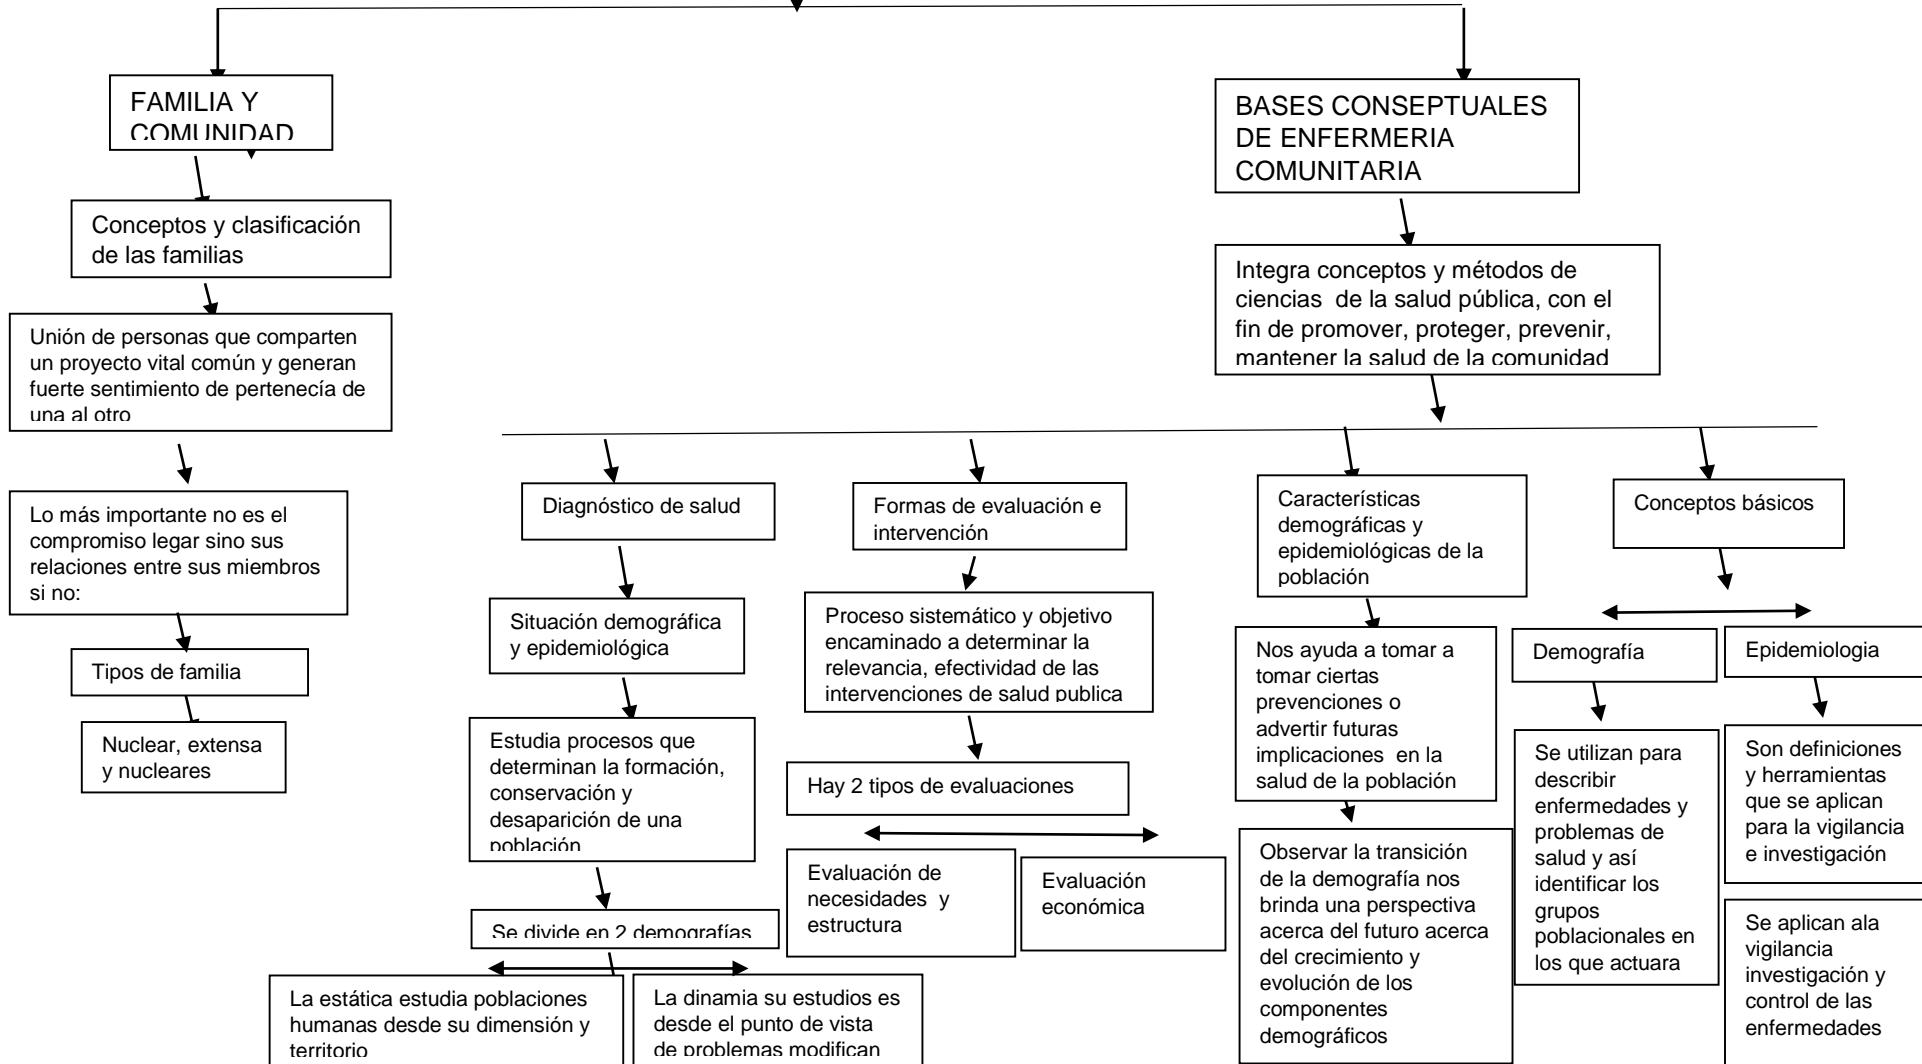 FAMILIA Y
COMUNIDAD
BASES CONSEPTUALES
DE ENFERMERIA
COMUNITARIA
Conceptos y clasificación
de las familias
Integra conceptos y métodos de
ciencias de la salud pública, con el
fin de promover, proteger, prevenir,
mantener la salud de la comunidad
Unión de personas que comparten
un proyecto vital común y generan
fuerte sentimiento de pertenecía de
una al otro
Lo más importante no es el
compromiso legar sino sus
relaciones entre sus miembros
si no:
Tipos de familia
Nuclear, extensa
y nucleares
Diagnóstico de salud
Situación demográfica
y epidemiológica
Estudia procesos que
determinan la formación,
conservación y
desaparición de una
población
Se divide en 2 demografías
La estática estudia poblaciones
humanas desde su dimensión y
territorio
La dinamia su estudios es
desde el punto de vista
de problemas modifican
Formas de evaluación e
intervención
Proceso sistemático y objetivo
encaminado a determinar la
relevancia, efectividad de las
intervenciones de salud publica
Hay 2 tipos de evaluaciones
Evaluación de
necesidades y
estructura
Evaluación
económica
Características
demográficas y
epidemiológicas de la
población
Nos ayuda a tomar a
tomar ciertas
prevenciones o
advertir futuras
implicaciones en la
salud de la población
Observar la transición
de la demografía nos
brinda una perspectiva
acerca del futuro acerca
del crecimiento y
evolución de los
componentes
demográficos
Conceptos básicos
Demografía
Se utilizan para
describir
enfermedades y
problemas de
salud y así
identificar los
grupos
poblacionales en
los que actuara
Epidemiologia
Son definiciones
y herramientas
que se aplican
para la vigilancia
e investigación
Se aplican ala
vigilancia
investigación y
control de las
enfermedades